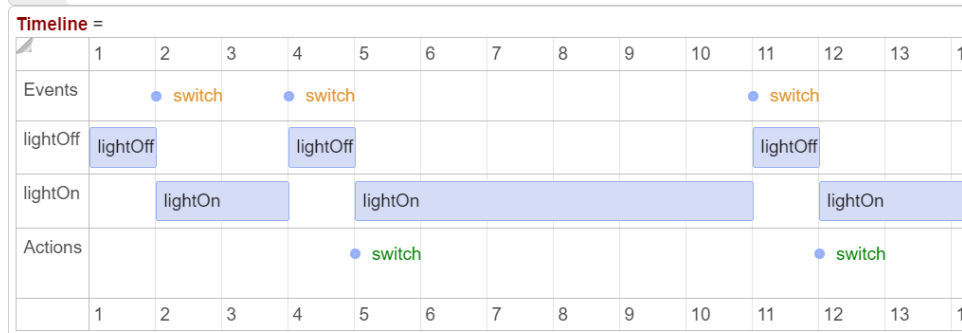 Timeline =
1 2 3 4 5 6 7 8 9 10 11 12 13 1
Events switch switch switch
lightOff lightOff lightOff lightOff
lightOn lightOn lightOn lightOn
Actions switch switch
1 2 3 4 5 6 7 8 9 10 11 12 13 1